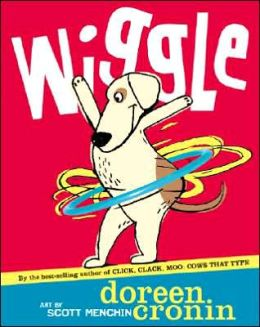 Wiggle
By the best-selling author of CLICK, CLACK, MOO: COWS THAT TYPE
doreen
ART BY
SCOTT MENCHIN
cronin